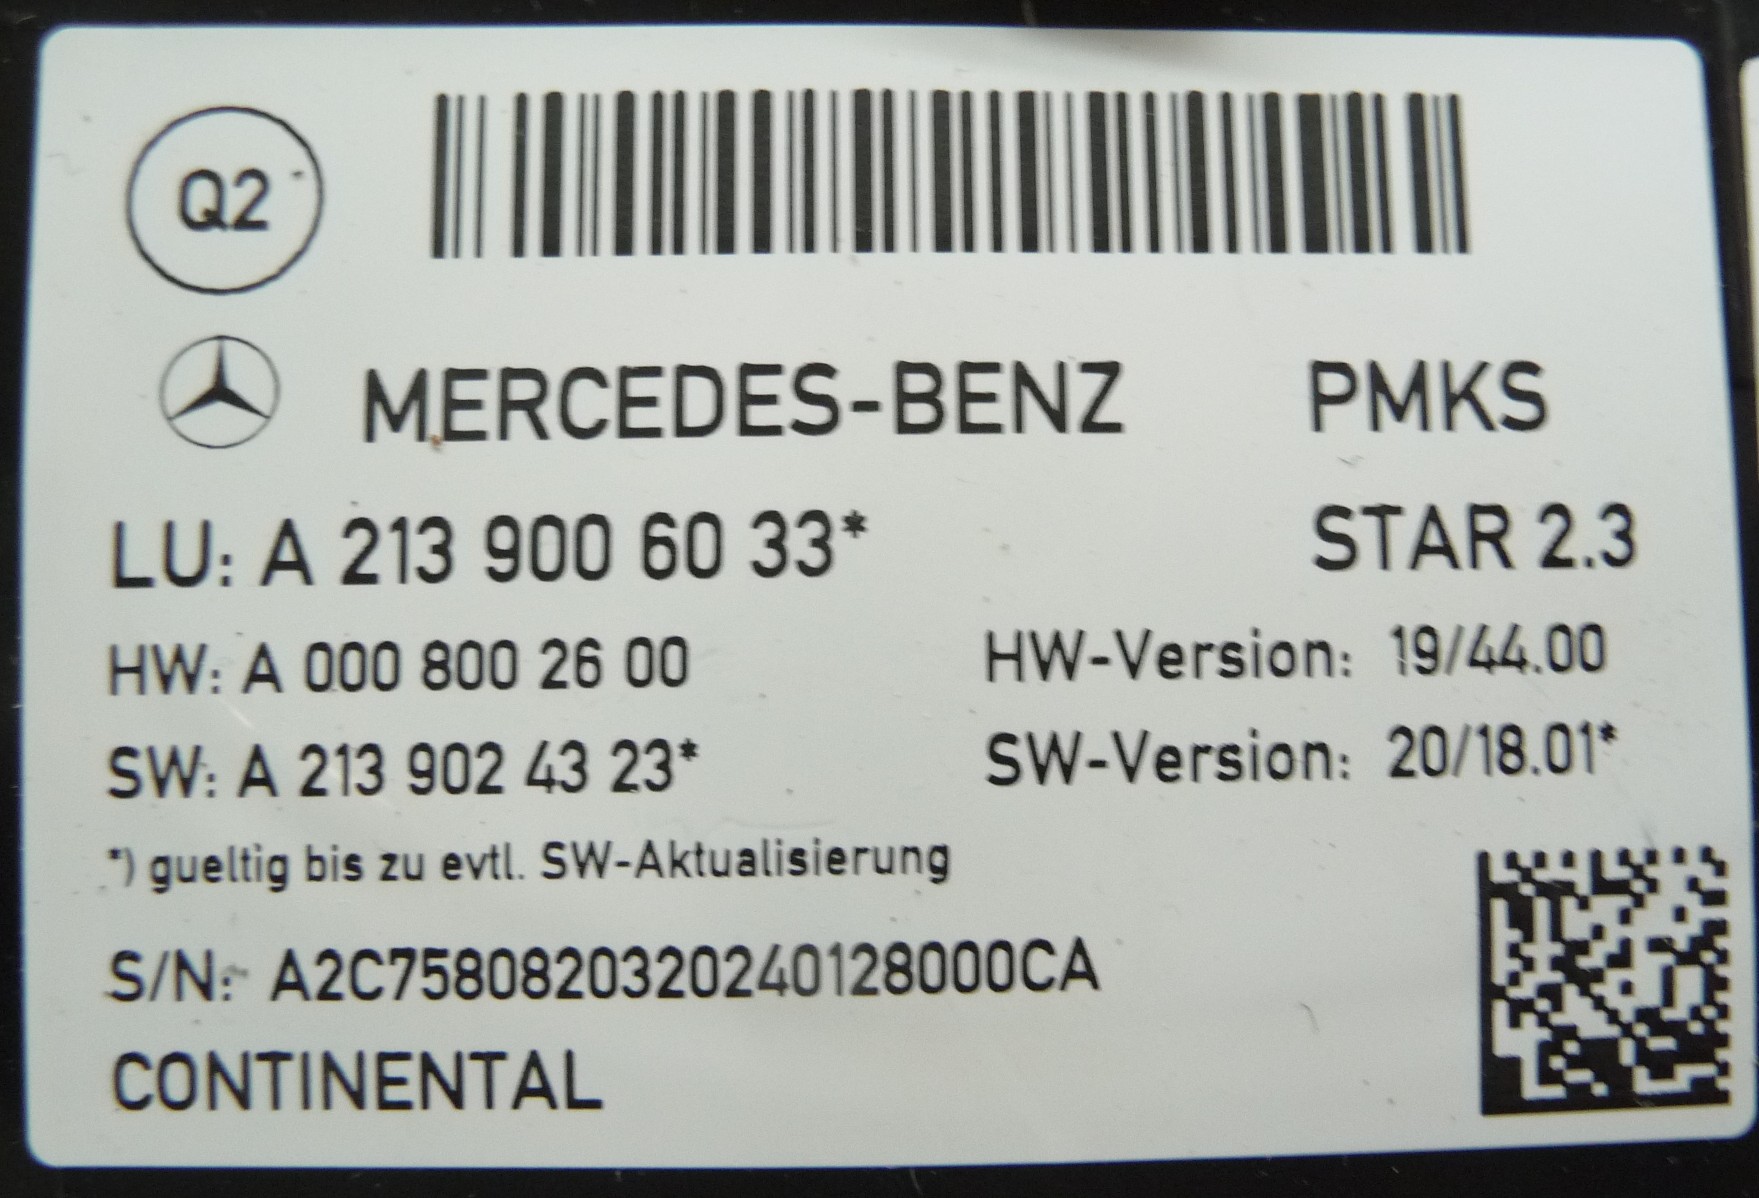 Q2
MERCEDES-BENZ PMKS
LU: A 213 900 60 33* STAR 2.3
HW: A 000 800 26 00 HW-Version: 19/44.00
SW: A 213 902 43 23* SW-Version: 20/18.01*
*) gueltig bis zu evtl. SW-Aktualisierung
S/N: A2C75808203202401280​00CA
CONTINENTAL